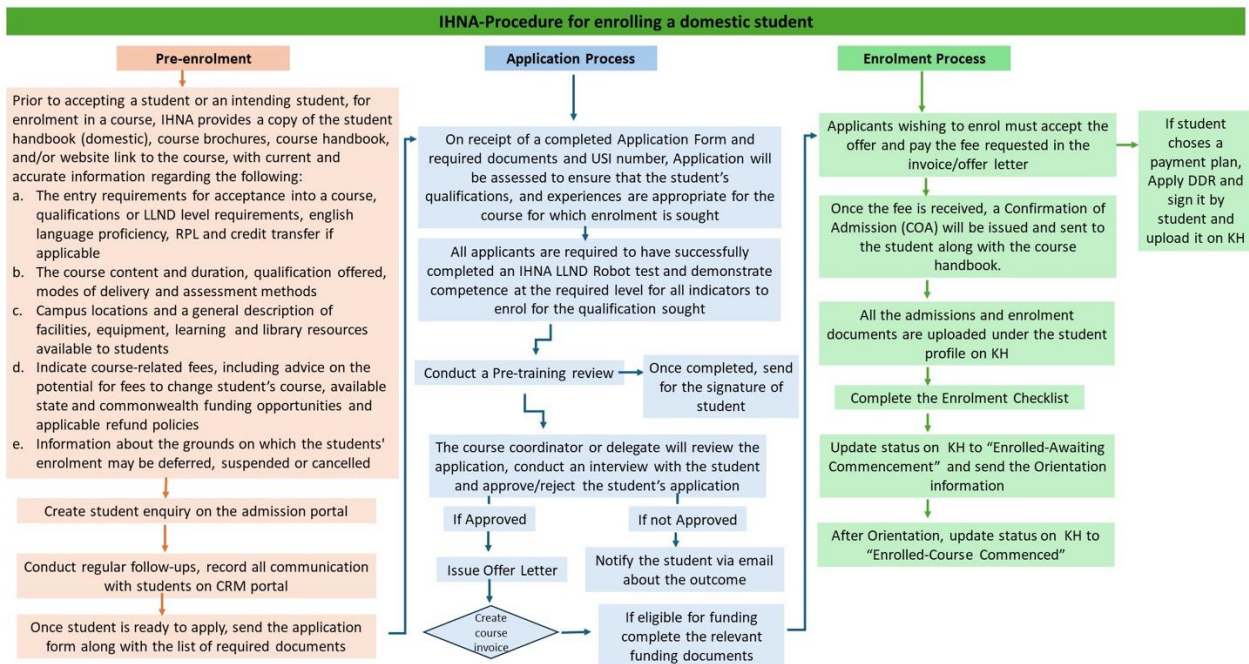 IHNA-Procedure for enrolling a domestic student
Pre-enrolment
Prior to accepting a student or an intending student, for
enrolment in a course, IHNA provides a copy of the student
handbook (domestic), course brochures, course handbook,
and/or website link to the course, with current and
accurate information regarding the following:
a. The entry requirements for acceptance into a course,
qualifications or LLND level requirements, english
language proficiency, RPL and credit transfer if
applicable
b. The course content and duration, qualification offered,
modes of delivery and assessment methods
c. Campus locations and a general description of
facilities, equipment, learning and library resources
available to students
d. Indicate course-related fees, including advice on the
potential for fees to change student's course, available
state and commonwealth funding opportunities and
applicable refund policies
e. Information about the grounds on which the students'
enrolment may be deferred, suspended or cancelled
Create student enquiry on the admission portal
Conduct regular follow-ups, record all communication
with students on CRM portal
Once student is ready to apply, send the application
form along with the list of required documents
Application Process
On receipt of a completed Application Form and
required documents and USI number, Application will
be assessed to ensure that the student's
qualifications, and experiences are appropriate for the
course for which enrolment is sought
All applicants are required to have successfully
completed an IHNA LLND Robot test and demonstrate
competence at the required level for all indicators to
enrol for the qualification sought
Conduct a Pre-training review
Once completed, send
for the signature of
student
The course coordinator or delegate will review the
application, conduct an interview with the student
and approve/reject the student's application
If Approved
If not Approved
Issue Offer Letter
Notify the student via email
about the outcome
Create
course
invoice
If eligible for funding
complete the relevant
funding documents
Enrolment Process
Applicants wishing to enrol must accept the
offer and pay the fee requested in the
invoice/offer letter
If student
choses a
payment plan,
Apply DDR and
sign it by
student and
upload it on KH
Once the fee is received, a Confirmation of
Admission (COA) will be issued and sent to
the student along with the course
handbook.
All the admissions and enrolment
documents are uploaded under the student
profile on KH
Complete the Enrolment Checklist
Update status on KH to "Enrolled-Awaiting
Commencement" and send the Orientation
information
After Orientation, update status on KH to
"Enrolled-Course Commenced"